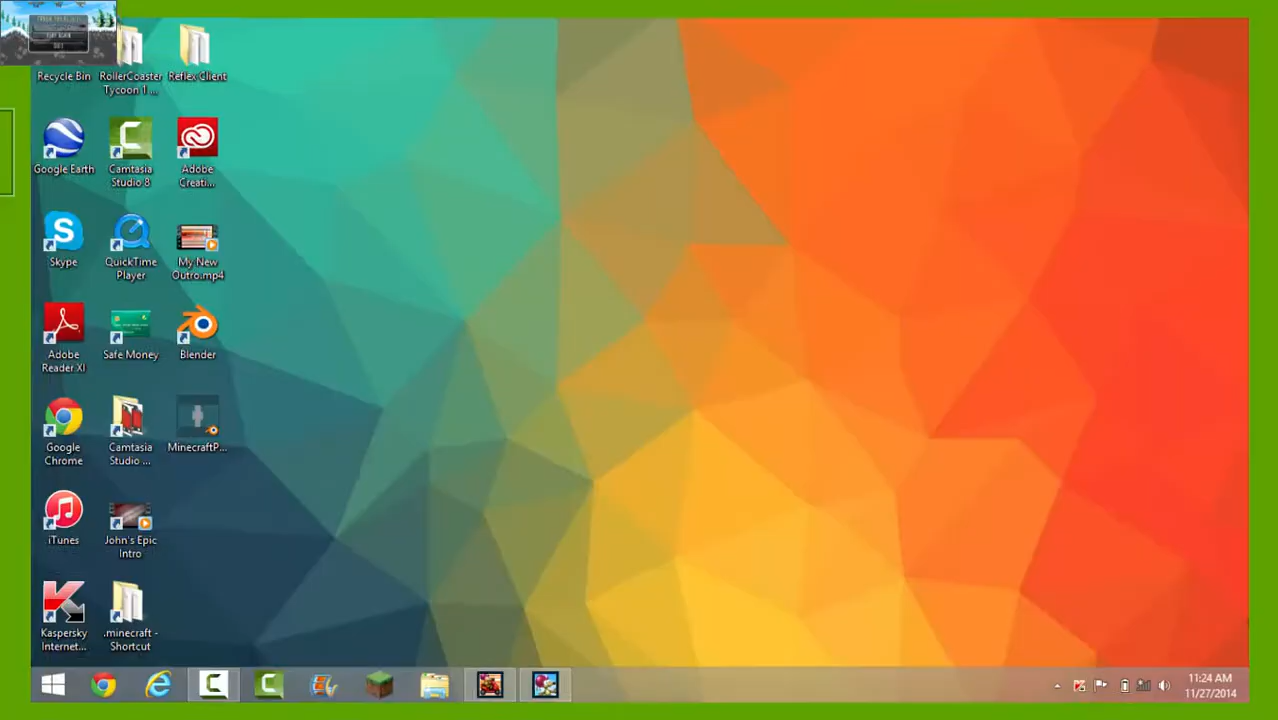 Recycle Bin
RollerCoaster
Tycoon 1 ...
Reflex Client
Google Earth
Camtasia
Studio 8
Adobe
Creati...
Skype
QuickTime
Player
My New
Outro.mp4
Adobe
Reader XI
Safe Money
Blender
Google
Chrome
Camtasia
Studio ...
MinecraftP...
iTunes
John's Epic
Intro
Kaspersky
Internet...
.minecraft -
Shortcut
11:24 AM
11/27/2014